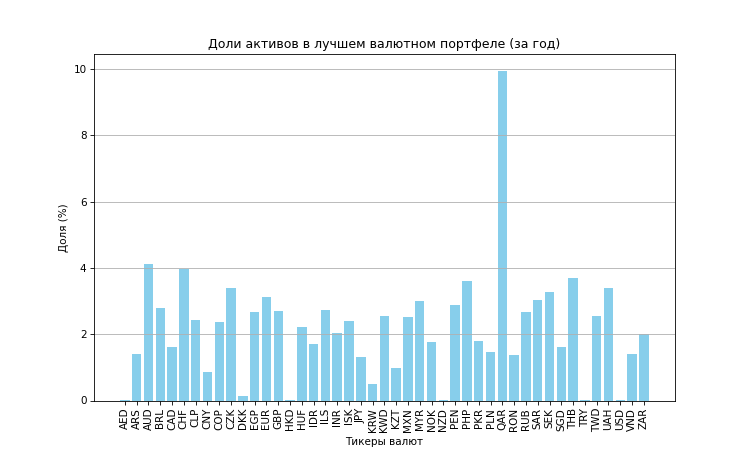 Доли активов в лучшем валютном портфеле (за год)
10
8
6
4
2
0
Доля (%)
AED ARS AUD BRL CAD CHF CLP CNY COP CZK DKK EGP EUR GBP HKD HUF IDR ILS INR ISK JPY KRW KWD KZT MXN MYR NOK NZD PEN PHP PKR PLN QAR RON RUB SAR SEK SGD THB TRY TWD UAH USD VND ZAR
Тикеры валют